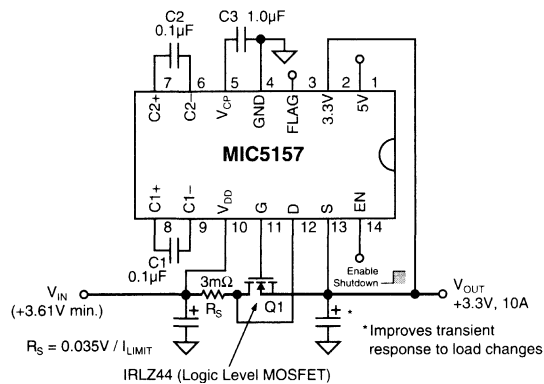 C2
0.1µF
C3
1.0µF
7
6
5
4
3
2
1
C2+
C2–
VCP
GND
FLAG
3.3V
5V
MIC5157
C1+
C1–
VDD
G
D
S
EN
8
9
10
11
12
13
14
C1
0.1µF
Enable
Shutdown
VIN
(+3.61V min.)
3mΩ
RS
Q1
VOUT
+3.3V, 10A
+
+
*
*Improves transient
response to load changes
RS = 0.035V / ILIMIT
IRLZ44 (Logic Level MOSFET)